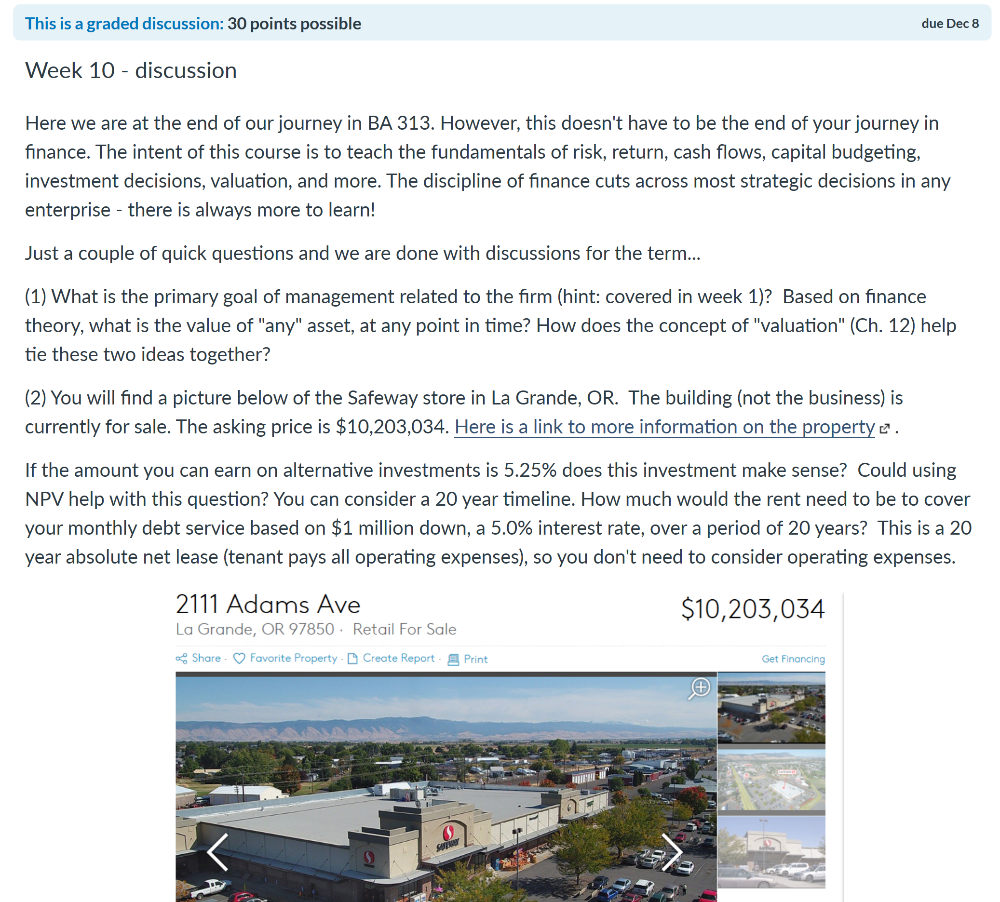 This is a graded discussion: 30 points possible
due Dec 8
Week 10 - discussion
Here we are at the end of our journey in BA 313. However, this doesn't have to be the end of your journey in
finance. The intent of this course is to teach the fundamentals of risk, return, cash flows, capital budgeting,
investment decisions, valuation, and more. The discipline of finance cuts across most strategic decisions in any
enterprise - there is always more to learn!
Just a couple of quick questions and we are done with discussions for the term...
(1) What is the primary goal of management related to the firm (hint: covered in week 1)?  Based on finance
theory, what is the value of "any" asset, at any point in time? How does the concept of "valuation" (Ch. 12) help
tie these two ideas together?
(2) You will find a picture below of the Safeway store in La Grande, OR.  The building (not the business) is
currently for sale. The asking price is $10,203,034. Here is a link to more information on the property .
If the amount you can earn on alternative investments is 5.25% does this investment make sense?  Could using
NPV help with this question? You can consider a 20 year timeline. How much would the rent need to be to cover
your monthly debt service based on $1 million down, a 5.0% interest rate, over a period of 20 years?  This is a 20
year absolute net lease (tenant pays all operating expenses), so you don't need to consider operating expenses.
2111 Adams Ave
$10,203,034
La Grande, OR 97850 · Retail For Sale
Share · Favorite Property · Create Report · Print
Get Financing
SAFEWAY
SAFEWAY
SAFEWAY